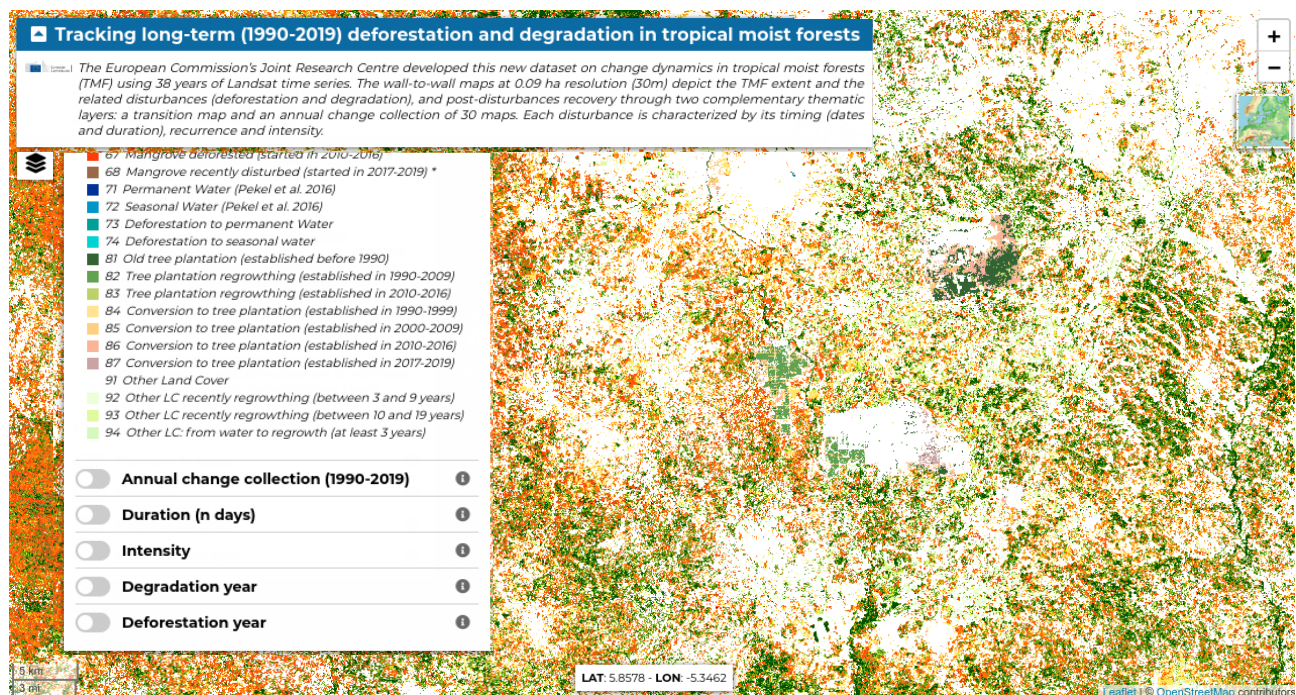 Tracking long-term (1990-2019) deforestation and degradation in tropical moist forests
The European Commission's Joint Research Centre developed this new dataset on change dynamics in tropical moist forests
(TMF) using 38 years of Landsat time series. The wall-to-wall maps at 0.09 ha resolution (30m) depict the TMF extent and the
related disturbances (deforestation and degradation), and post-disturbances recovery through two complementary thematic
layers: a transition map and an annual change collection of 30 maps. Each disturbance is characterized by its timing (dates
and duration), recurrence and intensity.
+
−
67 Mangrove deforested (started in 2010-2016)
68 Mangrove recently disturbed (started in 2017-2019) *
71 Permanent Water (Pekel et al. 2016)
72 Seasonal Water (Pekel et al. 2016)
73 Deforestation to permanent Water
74 Deforestation to seasonal water
81 Old tree plantation (established before 1990)
82 Tree plantation regrowthing (established in 1990-2009)
83 Tree plantation regrowthing (established in 2010-2016)
84 Conversion to tree plantation (established in 1990-1999)
85 Conversion to tree plantation (established in 2000-2009)
86 Conversion to tree plantation (established in 2010-2016)
87 Conversion to tree plantation (established in 2017-2019)
91 Other Land Cover
92 Other LC recently regrowthing (between 3 and 9 years)
93 Other LC recently regrowthing (between 10 and 19 years)
94 Other LC: from water to regrowth (at least 3 years)
Annual change collection (1990-2019)
Duration (n days)
Intensity
Degradation year
Deforestation year
5 km
3 mi
LAT: 5.8578 - LON: -5.3462
Leaflet | © OpenStreetMap contributors